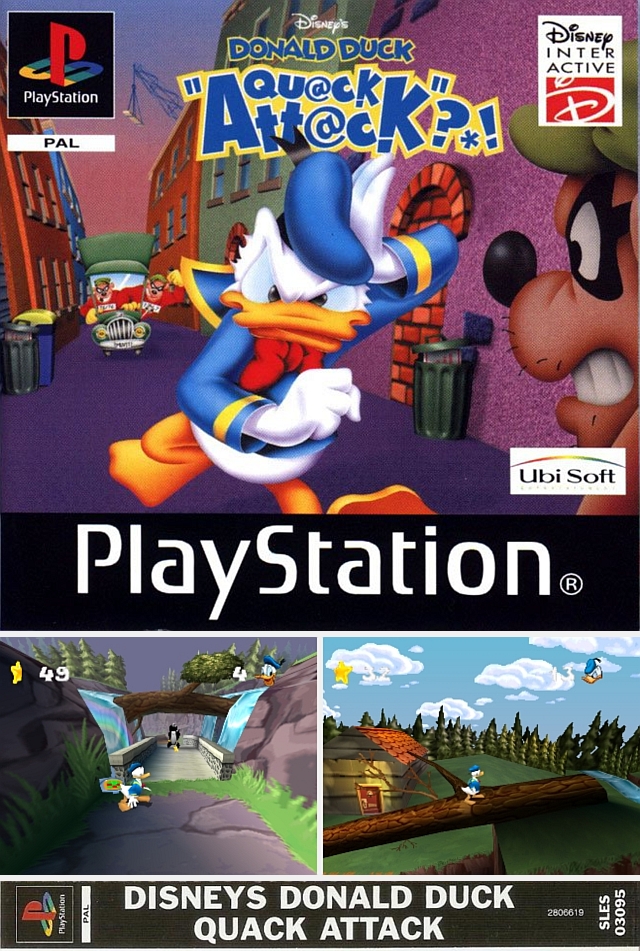 PlayStation
PAL
Disney's
DONALD DUCK
"QU@CK
Att@cK"?*!
Disney
INTER
ACTIVE
D
Ubi Soft
PlayStation®
49
4
32
13
PlayStation
PAL
DISNEYS DONALD DUCK
QUACK ATTACK
2806619
SLES
03095